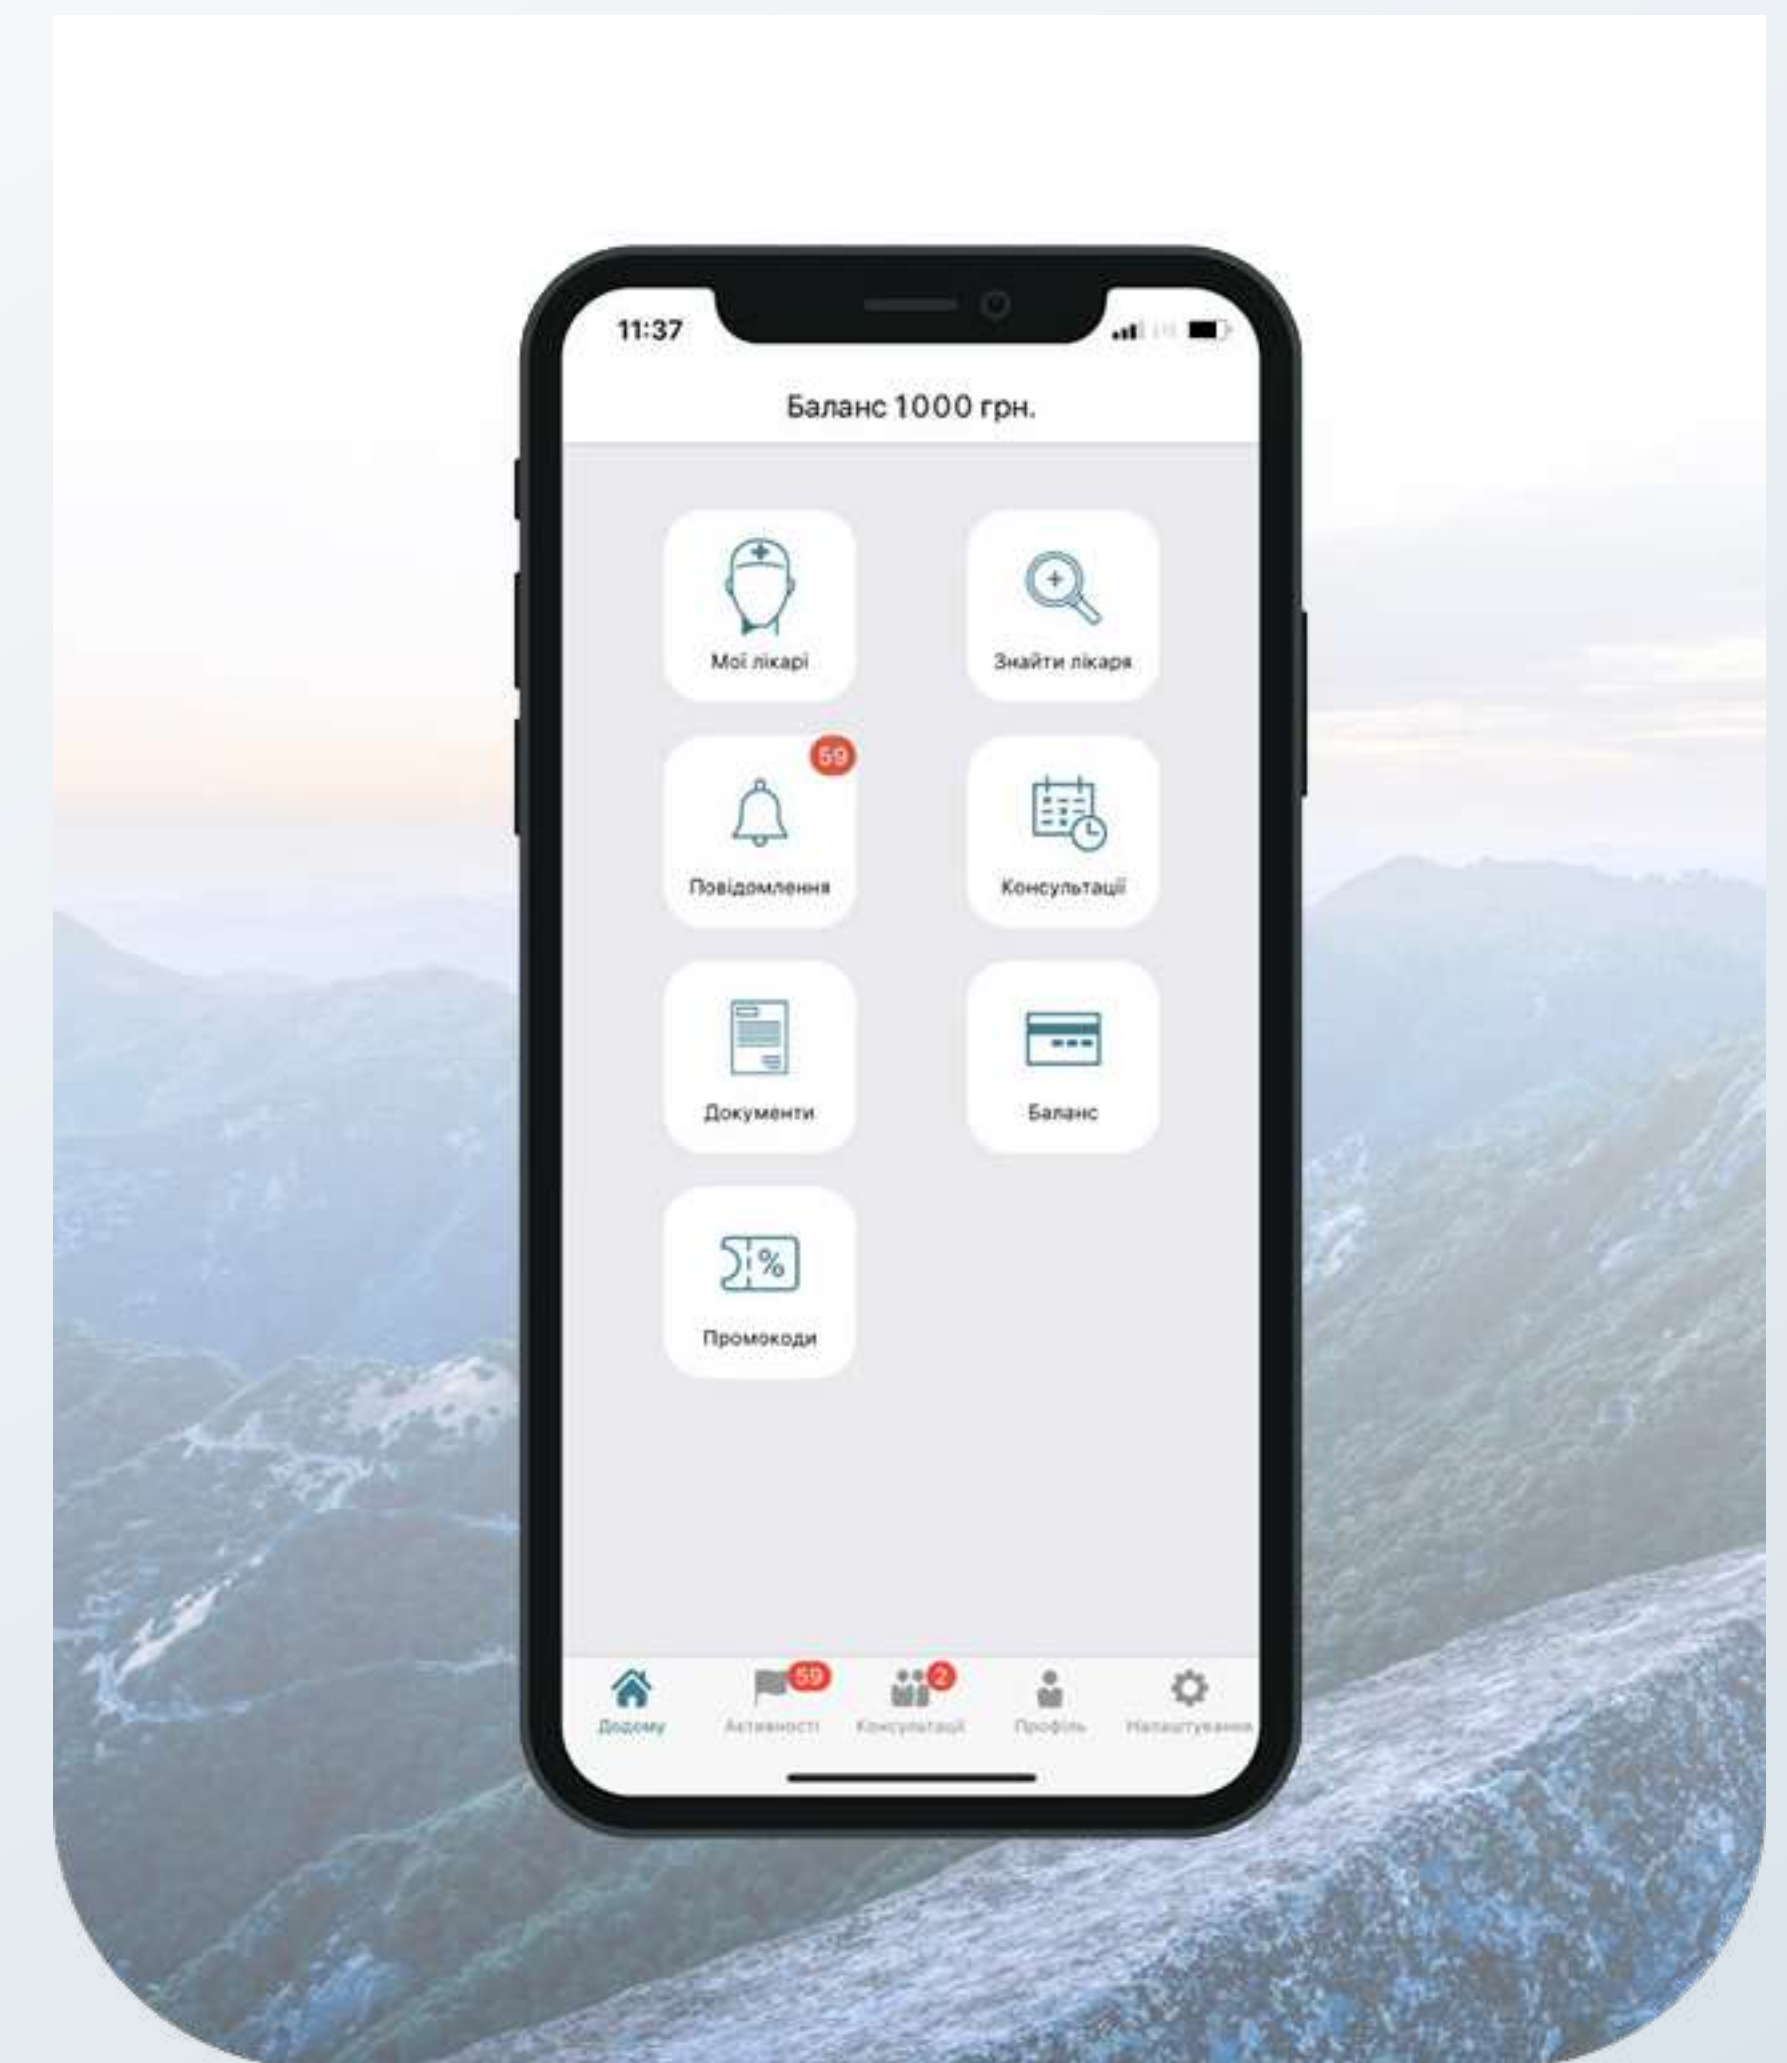 11:37
Баланс 1000 грн.
Мої лікарі
Знайти лікаря
59
Повідомлення
Консультації
Документи
Баланс
%
Промокоди
59
2
Додому
Активності
Консультації
Профіль
Налаштування